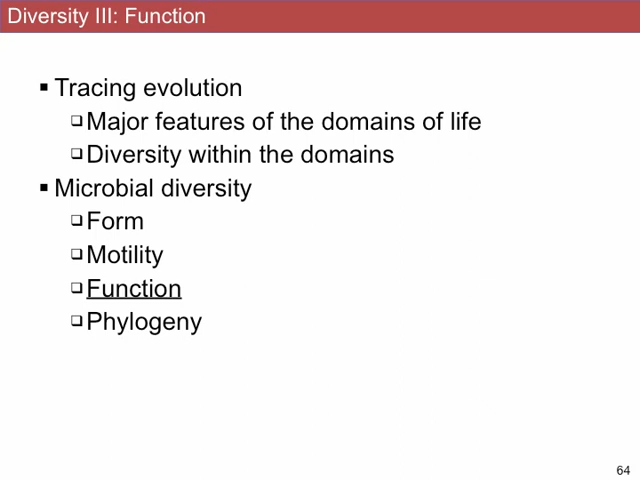 Diversity III: Function
▪ Tracing evolution
❑ Major features of the domains of life
❑ Diversity within the domains
▪ Microbial diversity
❑ Form
❑ Motility
❑ Function
❑ Phylogeny
64